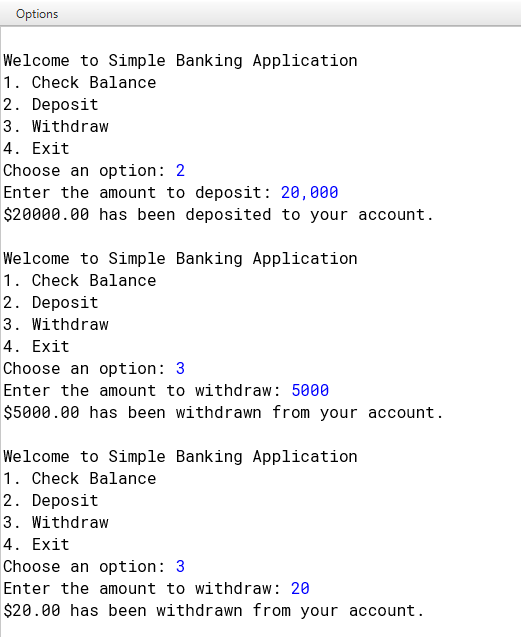 Options
Welcome to Simple Banking Application
1. Check Balance
2. Deposit
3. Withdraw
4. Exit
Choose an option: 2
Enter the amount to deposit: 20,000
$20000.00 has been deposited to your account.
Welcome to Simple Banking Application
1. Check Balance
2. Deposit
3. Withdraw
4. Exit
Choose an option: 3
Enter the amount to withdraw: 5000
$5000.00 has been withdrawn from your account.
Welcome to Simple Banking Application
1. Check Balance
2. Deposit
3. Withdraw
4. Exit
Choose an option: 3
Enter the amount to withdraw: 20
$20.00 has been withdrawn from your account.